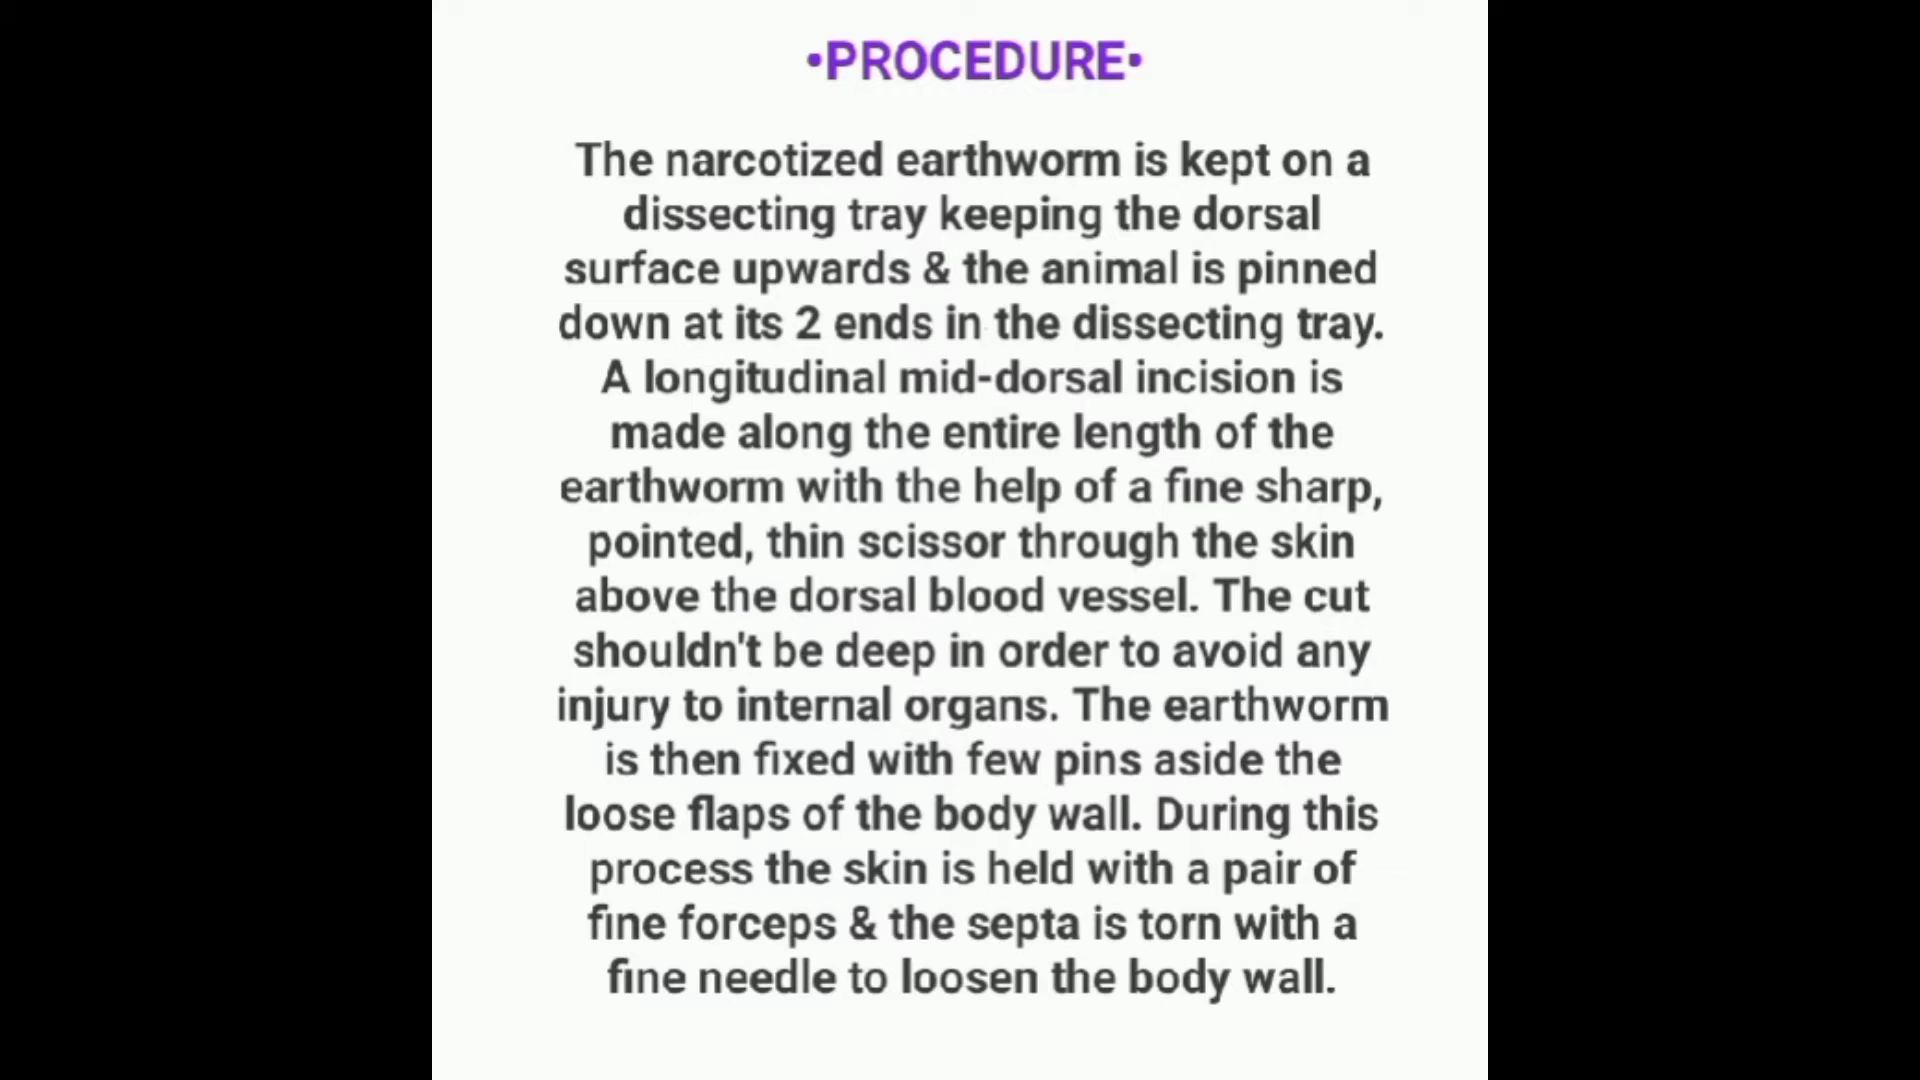 •PROCEDURE•
The narcotized earthworm is kept on a
dissecting tray keeping the dorsal
surface upwards & the animal is pinned
down at its 2 ends in the dissecting tray.
A longitudinal mid-dorsal incision is
made along the entire length of the
earthworm with the help of a fine sharp,
pointed, thin scissor through the skin
above the dorsal blood vessel. The cut
shouldn't be deep in order to avoid any
injury to internal organs. The earthworm
is then fixed with few pins aside the
loose flaps of the body wall. During this
process the skin is held with a pair of
fine forceps & the septa is torn with a
fine needle to loosen the body wall.